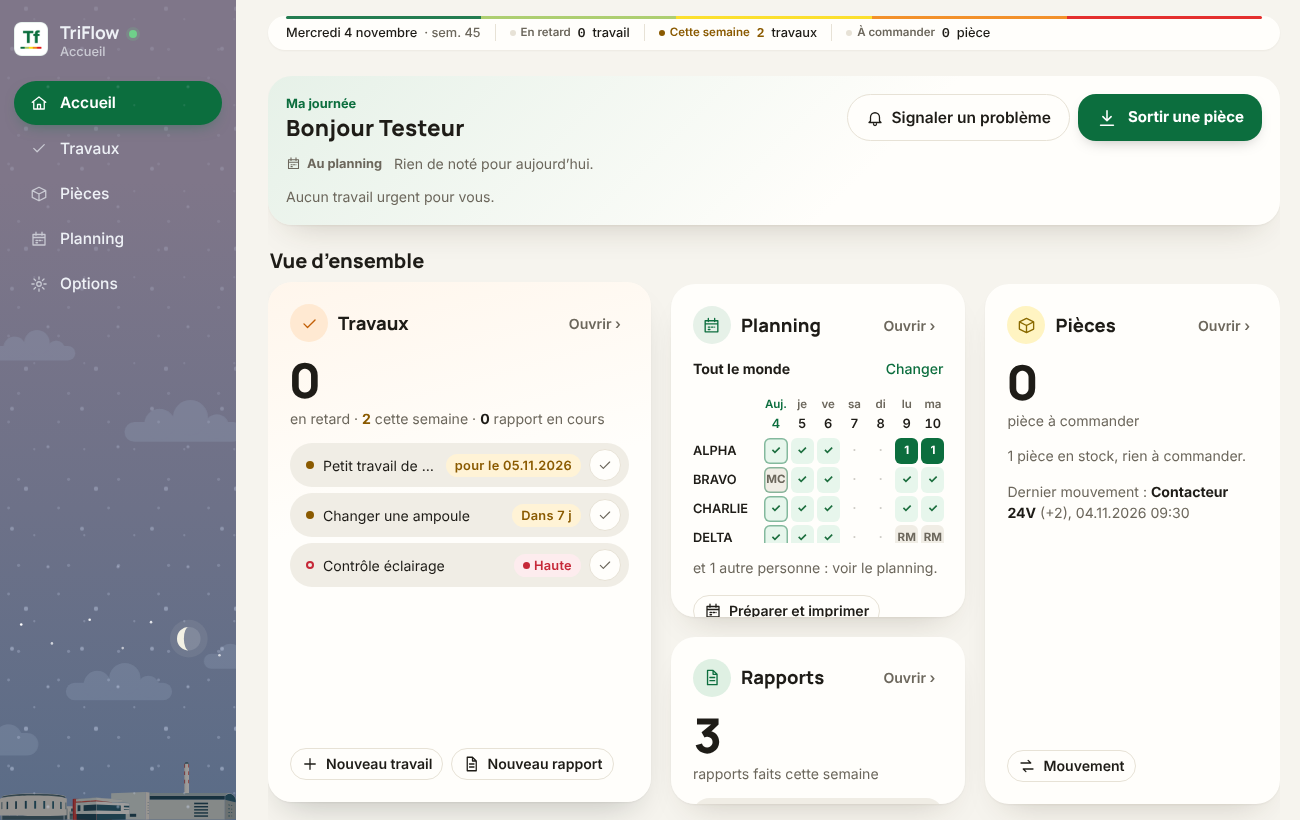 Tf
TriFlow
Accueil
Accueil
Travaux
Pièces
Planning
Options
Mercredi 4 novembre · sem. 45
En retard 0 travail
Cette semaine 2 travaux
À commander 0 pièce
Ma journée
Bonjour Testeur
Au planning Rien de noté pour aujourd’hui.
Aucun travail urgent pour vous.
Signaler un problème
Sortir une pièce
Vue d’ensemble
Travaux
Ouvrir ›
0
en retard · 2 cette semaine · 0 rapport en cours
Petit travail de ... pour le 05.11.2026
Changer une ampoule Dans 7 j
Contrôle éclairage Haute
Nouveau travail
Nouveau rapport
Planning
Ouvrir ›
Tout le monde
Changer
Auj. je ve sa di lu ma
4 5 6 7 8 9 10
ALPHA 1 1
BRAVO MC
CHARLIE
DELTA RM RM
et 1 autre personne : voir le planning.
Préparer et imprimer
Rapports
Ouvrir ›
3
rapports faits cette semaine
Pièces
Ouvrir ›
0
pièce à commander
1 pièce en stock, rien à commander.
Dernier mouvement : Contacteur
24V (+2), 04.11.2026 09:30
Mouvement